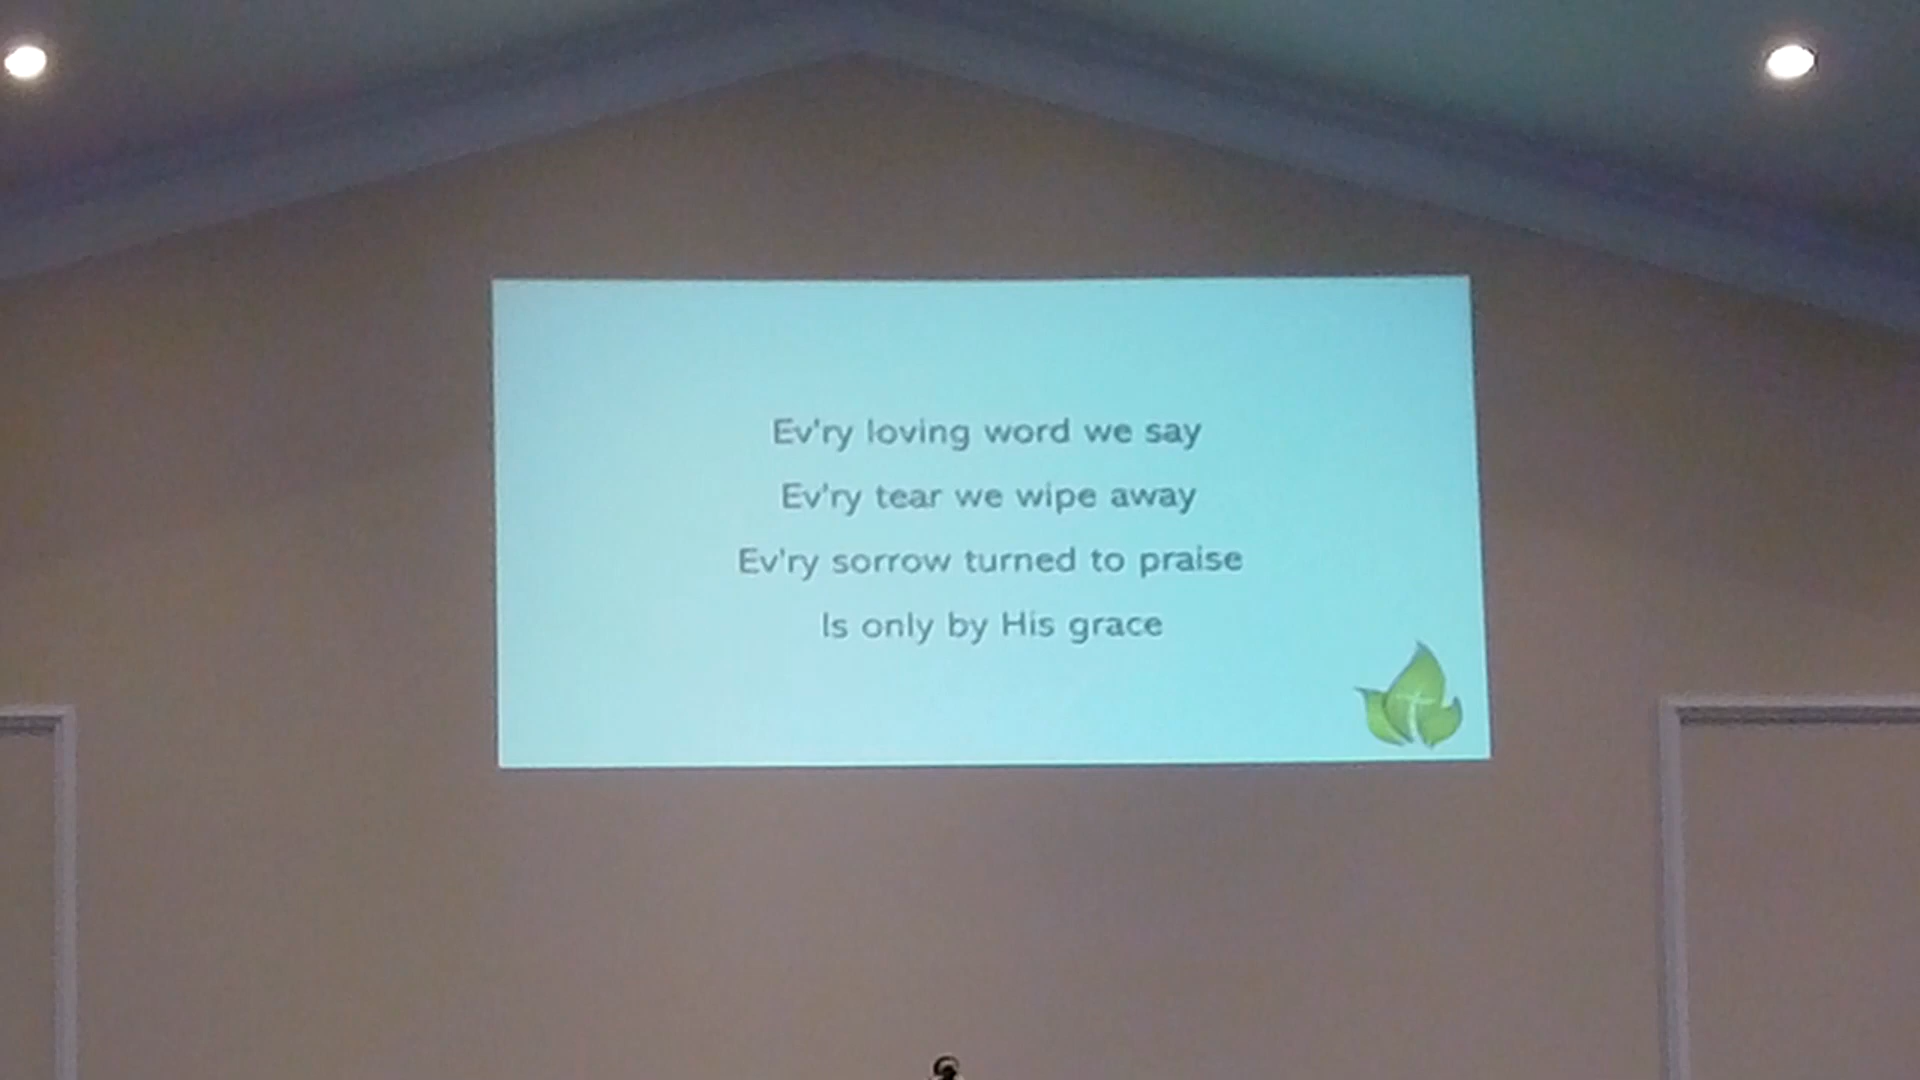 Ev'ry loving word we say
Ev'ry tear we wipe away
Ev'ry sorrow turned to praise
Is only by His grace